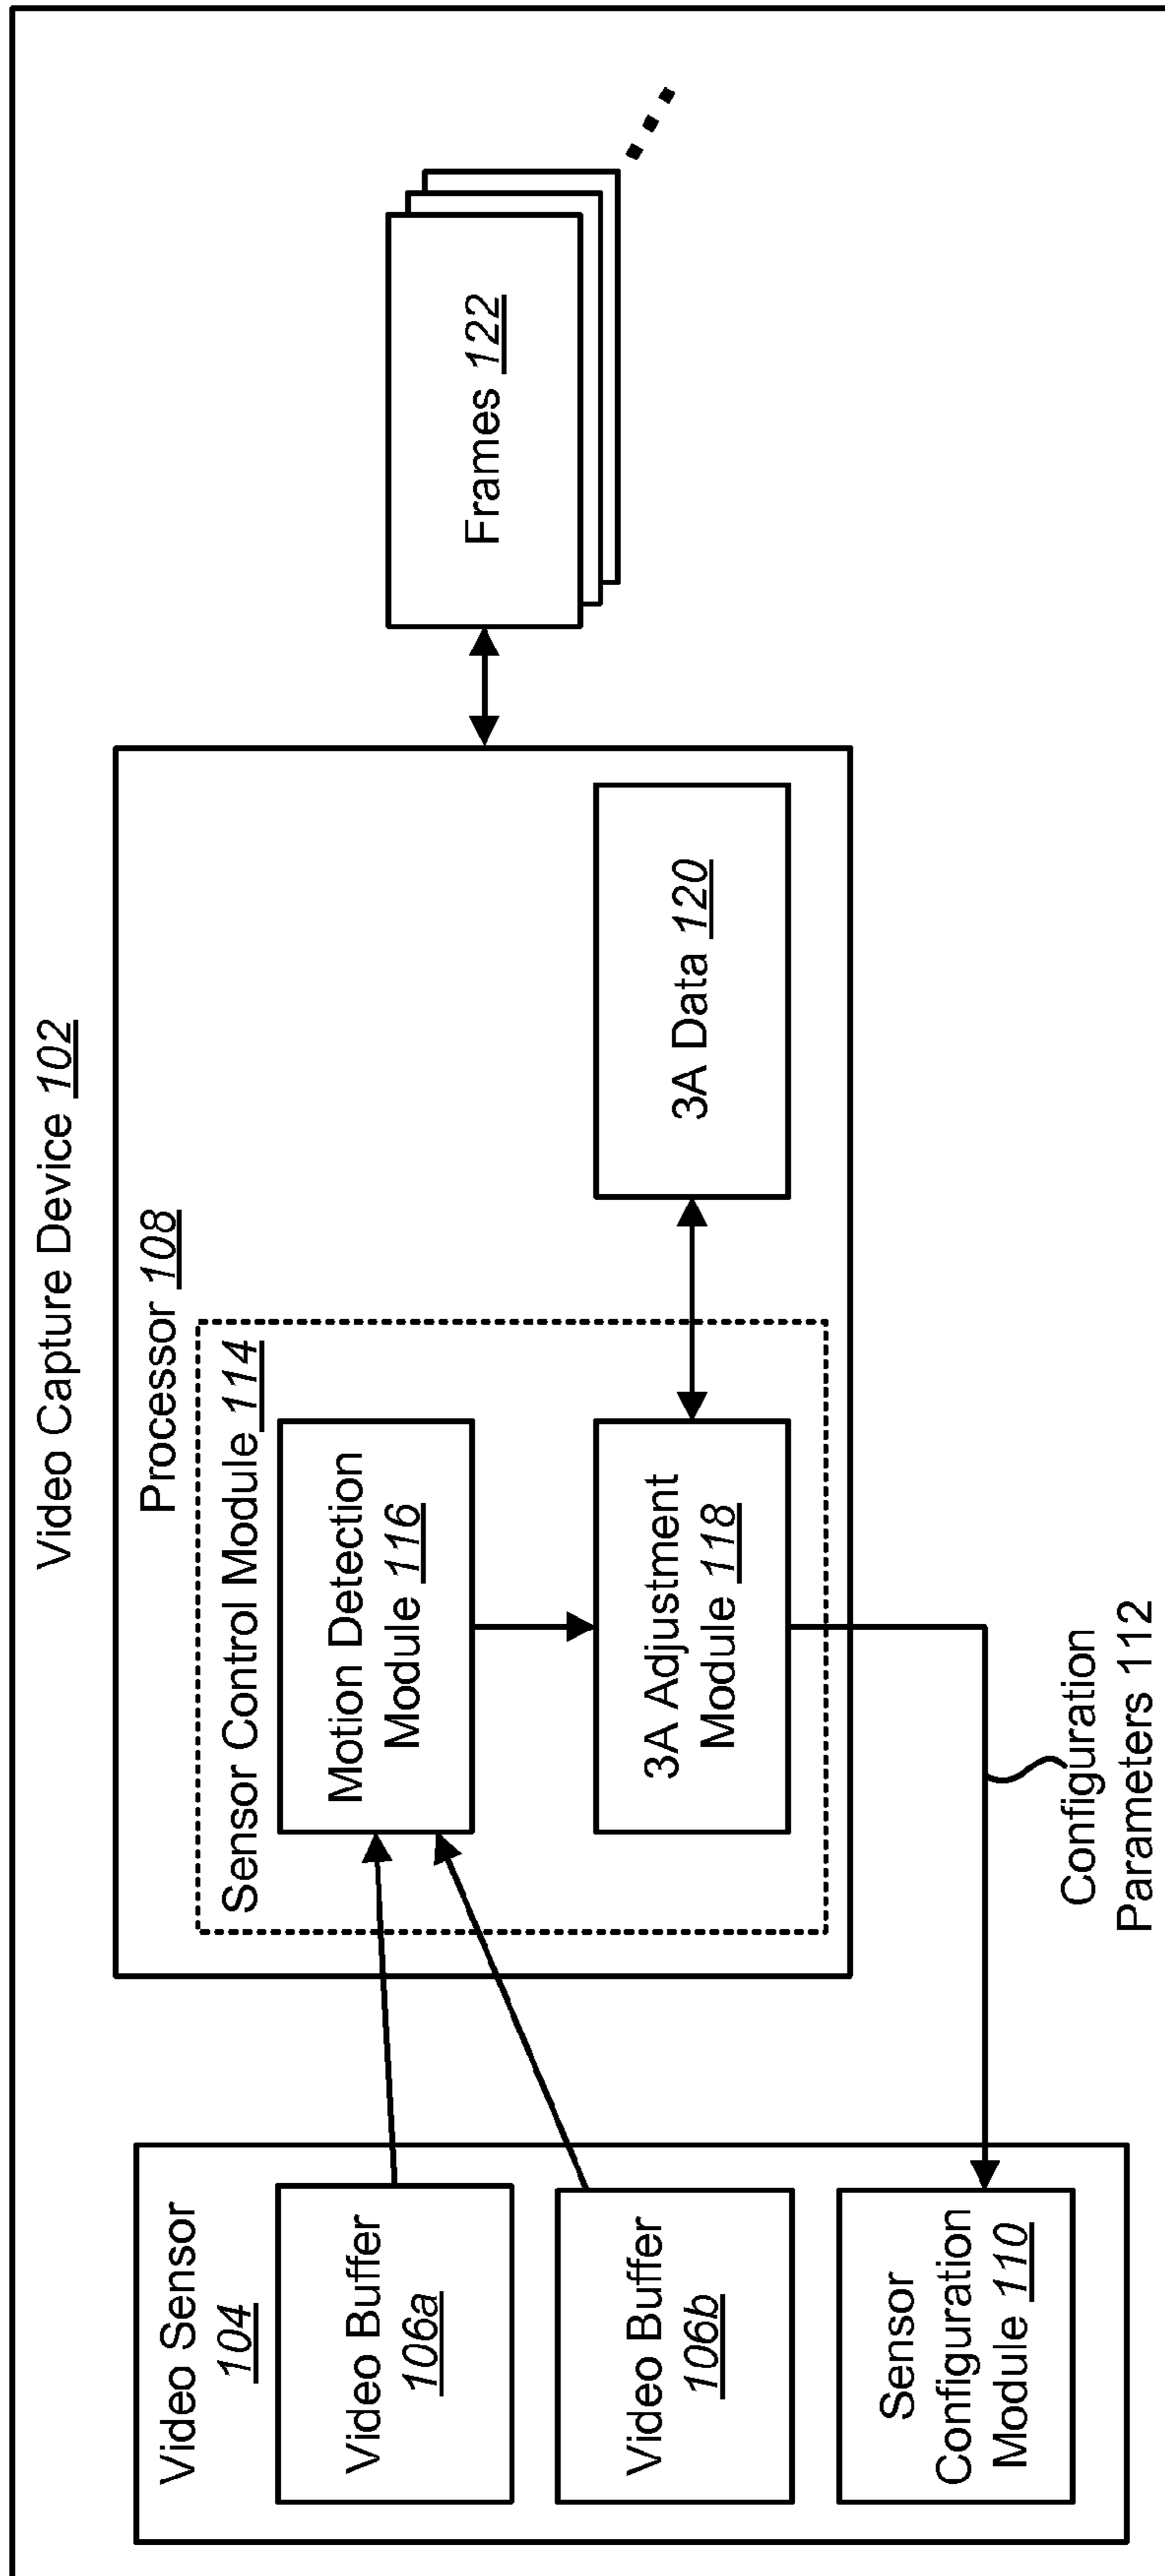 Video Capture Device 102
Video Sensor
104
Video Buffer
106a
Video Buffer
106b
Sensor
Configuration
Module 110
Processor 108
Sensor Control Module 114
Motion Detection
Module 116
3A Adjustment
Module 118
3A Data 120
Frames 122
Configuration
Parameters 112